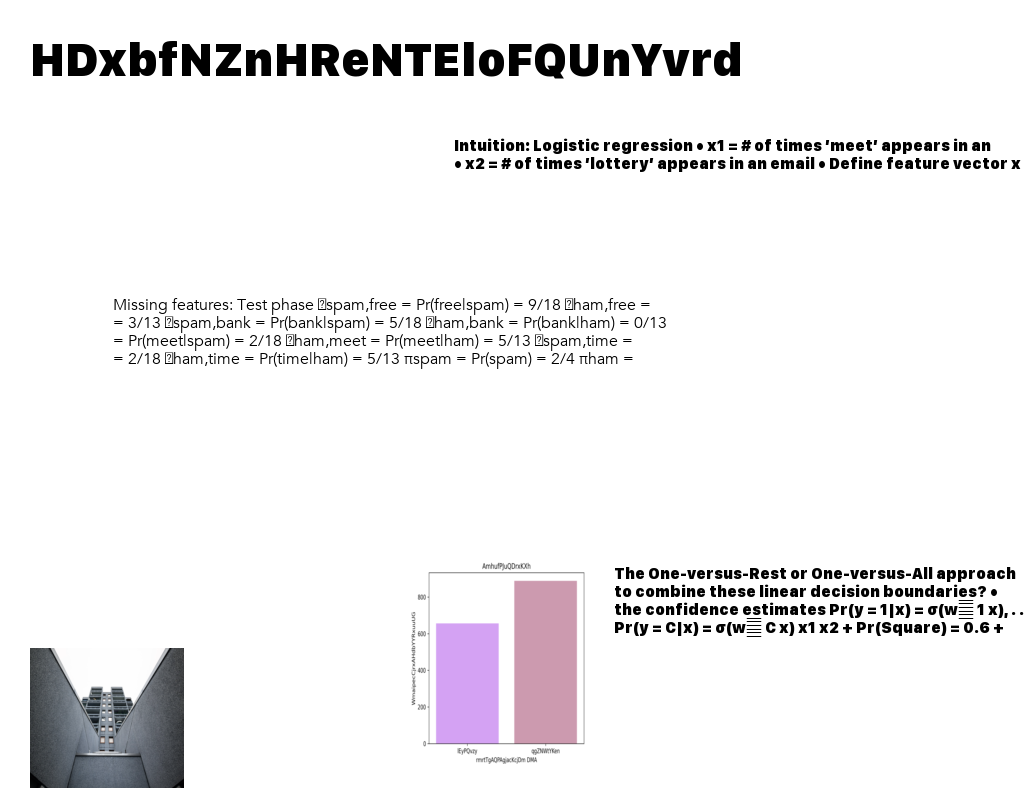 HDxbfNZnHReNTEloFQUnYvrd
Intuition: Logistic regression • x1 = # of times 'meet' appears in an
• x2 = # of times 'lottery' appears in an email • Define feature vector x
Missing features: Test phase spam,free = Pr(free|spam) = 9/18 ham,free =
= 3/13 spam,bank = Pr(bank|spam) = 5/18 ham,bank = Pr(bank|ham) = 0/13
= Pr(meet|spam) = 2/18 ham,meet = Pr(meet|ham) = 5/13 spam,time =
= 2/18 ham,time = Pr(time|ham) = 5/13 πspam = Pr(spam) = 2/4 πham =
AmhufPJuQDrxKXh
800
600
400
200
0
lEyPQvzy
qgZNWtYKen
The One-versus-Rest or One-versus-All approach
to combine these linear decision boundaries? •
the confidence estimates Pr(y = 1|x) = σ(w 1 x), . .
Pr(y = C|x) = σ(w C x) x1 x2 + Pr(Square) = 0.6 +